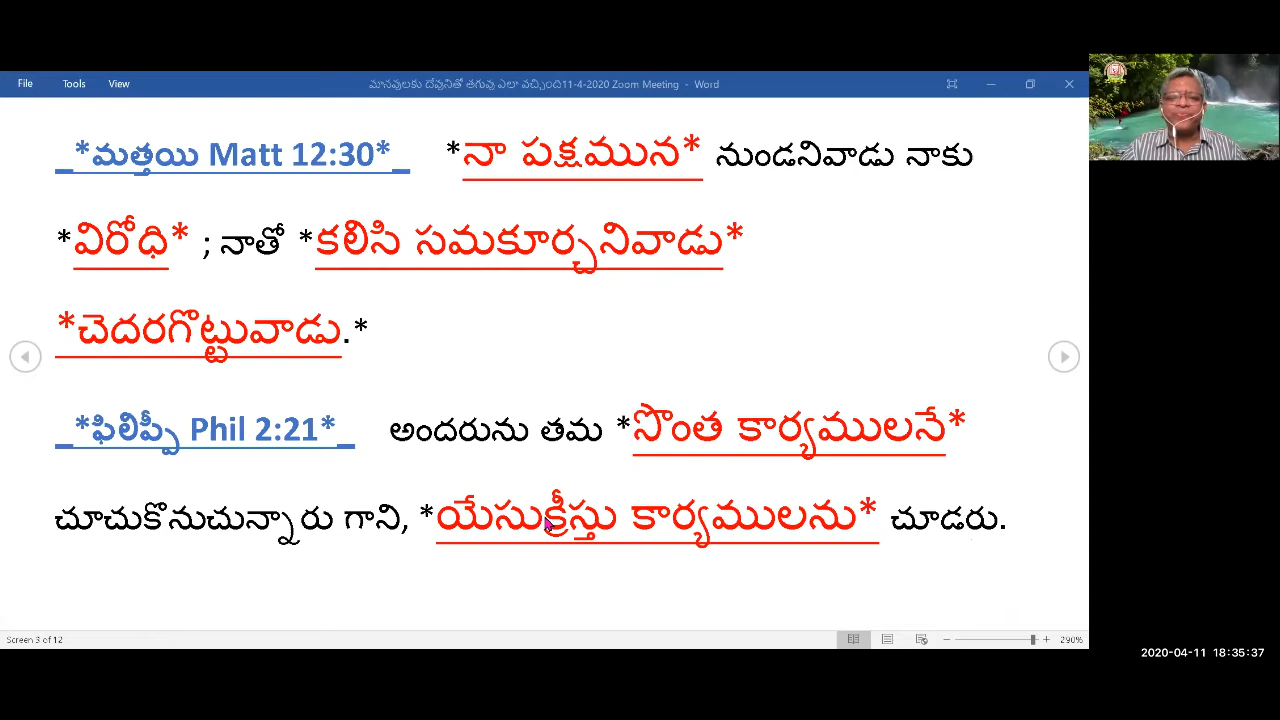 File Tools View మానవులకు దేవునితో తగువు ఎలా వచ్చింది11-4-2020 Zoom Meeting - Word
_*మత్తయి Matt 12:30*_ *నా పక్షమున* నుండనివాడు నాకు
*విరోధి* ; నాతో *కలిసి సమకూర్చనివాడు*
*చెదరగొట్టువాడు.*
_*ఫిలిప్పీ Phil 2:21*_ అందరును తమ *సొంత కార్యములనే*
చూచుకొనుచున్నారు గాని, *యేసుక్రీస్తు కార్యములను* చూడరు.
Screen 3 of 12 290%
2020-04-11 18:35:37